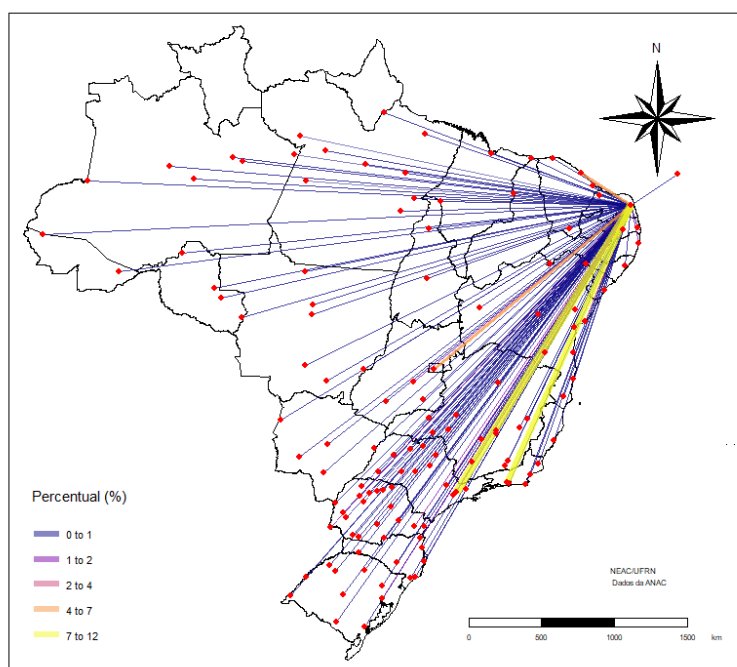 N
Percentual (%)
0 to 1
1 to 2
2 to 4
4 to 7
7 to 12
NEAC/UFRN
Dados da ANAC
0 500 1000 1500 km